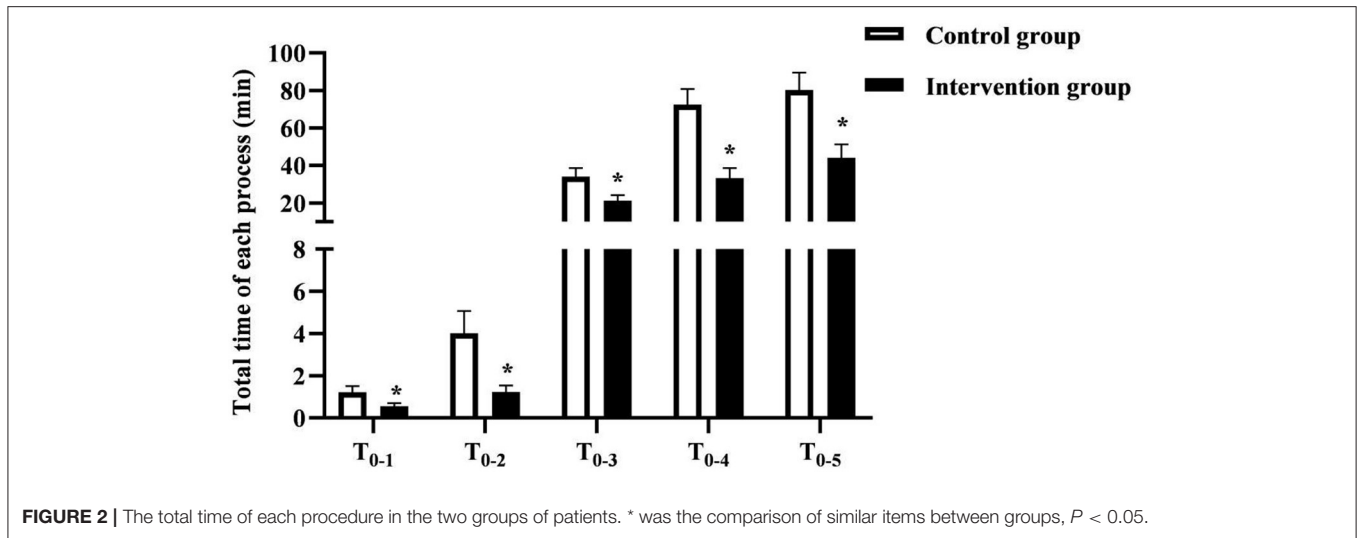 Control group
Intervention group
Total time of each process (min)
100
80
60
40
20
8
6
4
2
0
*
*
*
*
*
T0-1
T0-2
T0-3
T0-4
T0-5
FIGURE 2 | The total time of each procedure in the two groups of patients. * was the comparison of similar items between groups, P < 0.05.